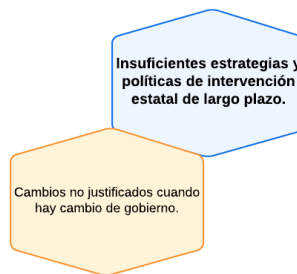 Insuficientes estrategias y
políticas de intervención
estatal de largo plazo.
Cambios no justificados cuando
hay cambio de gobierno.